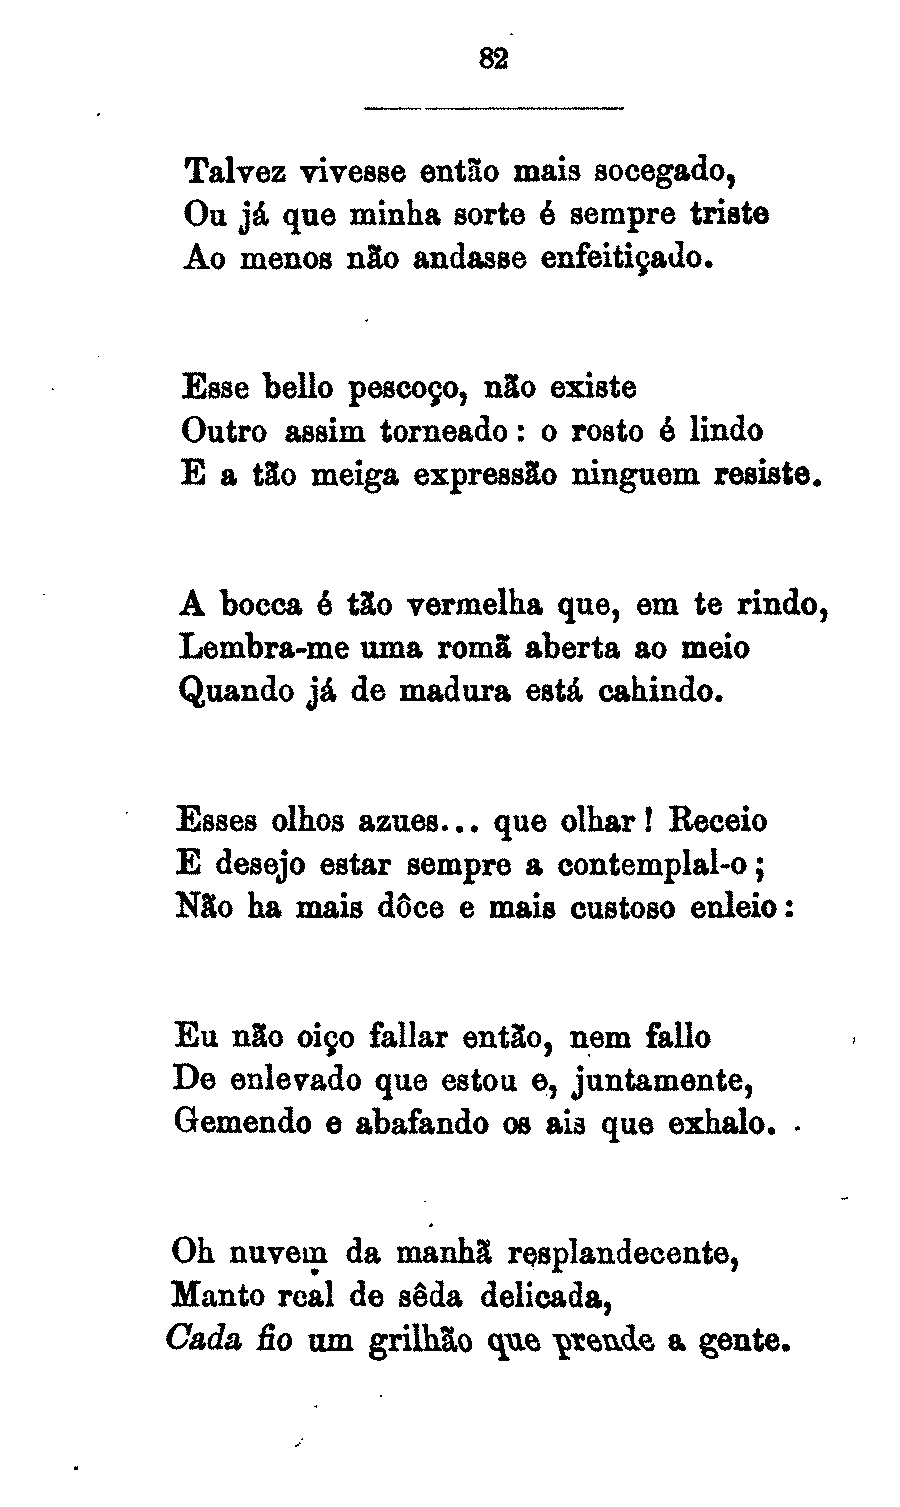 82
Talvez vivesse então mais socegado,
Ou já que minha sorte é sempre triste
Ao menos não andasse enfeitiçado.
Esse bello pescoço, não existe
Outro assim torneado: o rosto é lindo
E a tão meiga expressão ninguem resiste.
A bocca é tão vermelha que, em te rindo,
Lembra-me uma romã aberta ao meio
Quando já de madura está cahindo.
Esses olhos azues... que olhar! Receio
E desejo estar sempre a contemplal-o;
Não ha mais dôce e mais custoso enleio:
Eu não oiço fallar então, nem fallo
De enlevado que estou e, juntamente,
Gemendo e abafando os ais que exhalo.
Oh nuvem da manhã resplandecente,
Manto real de sêda delicada,
Cada fio um grilhão que prende a gente.